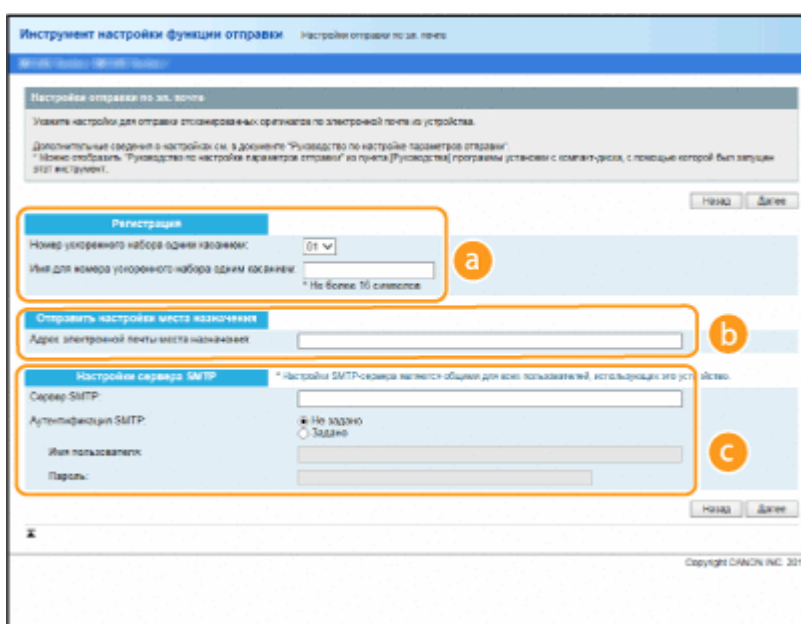 Инструмент настройки функции отправки Настройки отправки по эл. почте
Настройки отправки по эл. почте
Укажите настройки для отправки отсканированных оригиналов по электронной почте из устройства.
Дополнительные сведения о настройках см. в документе "Руководство по настройке параметров отправки".
* Можно отобразить "Руководство по настройке параметров отправки" из пункта [Руководства] программы установки с компакт-диска, с помощью которой был запущен
этот инструмент.
Назад Далее
Регистрация
Номер ускоренного набора одним касанием: 01
Имя для номера ускоренного набора одним касанием:
* Не более 16 символов
a
Отправить настройки места назначения
Адрес электронной почты места назначения:
b
Настройки сервера SMTP * Настройки SMTP-сервера являются общими для всех пользователей, использующих это устройство.
Сервер SMTP:
Аутентификация SMTP: Не задано
Задано
Имя пользователя:
Пароль:
c
Назад Далее
Copyright CANON INC. 201